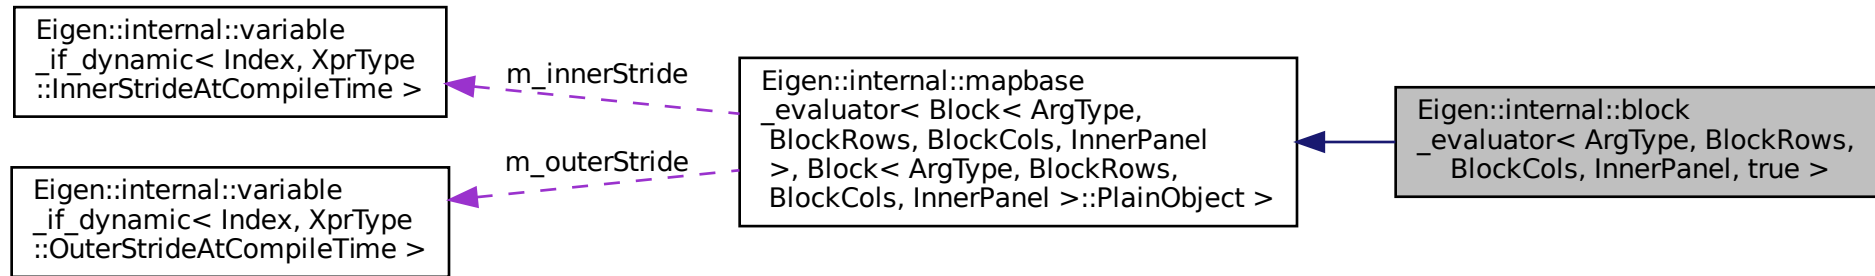 Eigen::internal::variable
_if_dynamic< Index, XprType
::InnerStrideAtCompileTime >
m_innerStride
Eigen::internal::variable
_if_dynamic< Index, XprType
::OuterStrideAtCompileTime >
m_outerStride
Eigen::internal::mapbase
_evaluator< Block< ArgType,
BlockRows, BlockCols, InnerPanel
>, Block< ArgType, BlockRows,
BlockCols, InnerPanel >::PlainObject >
Eigen::internal::block
_evaluator< ArgType, BlockRows,
BlockCols, InnerPanel, true >